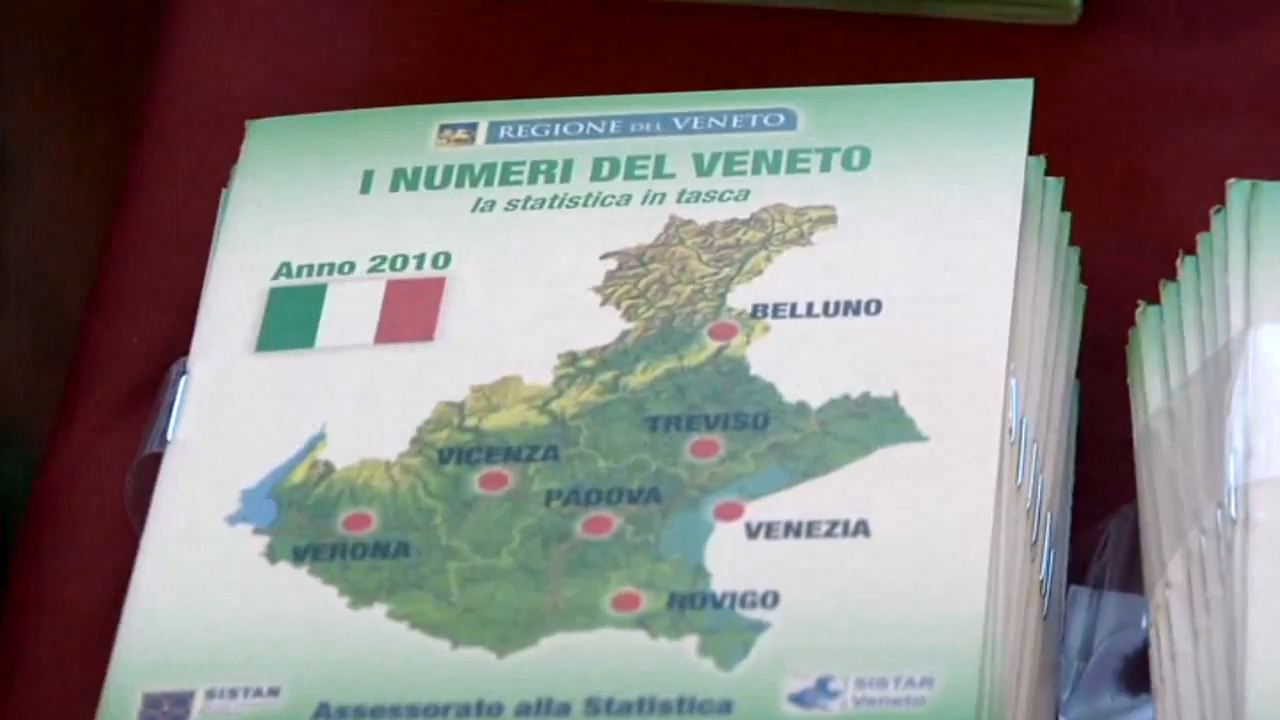 REGIONE DEL VENETO
I NUMERI DEL VENETO
la statistica in tasca
Anno 2010
BELLUNO
TREVISO
VICENZA
PADOVA
VENEZIA
VERONA
ROVIGO
SISTAN
SISTAR
Veneto
Assessorato alla Statistica